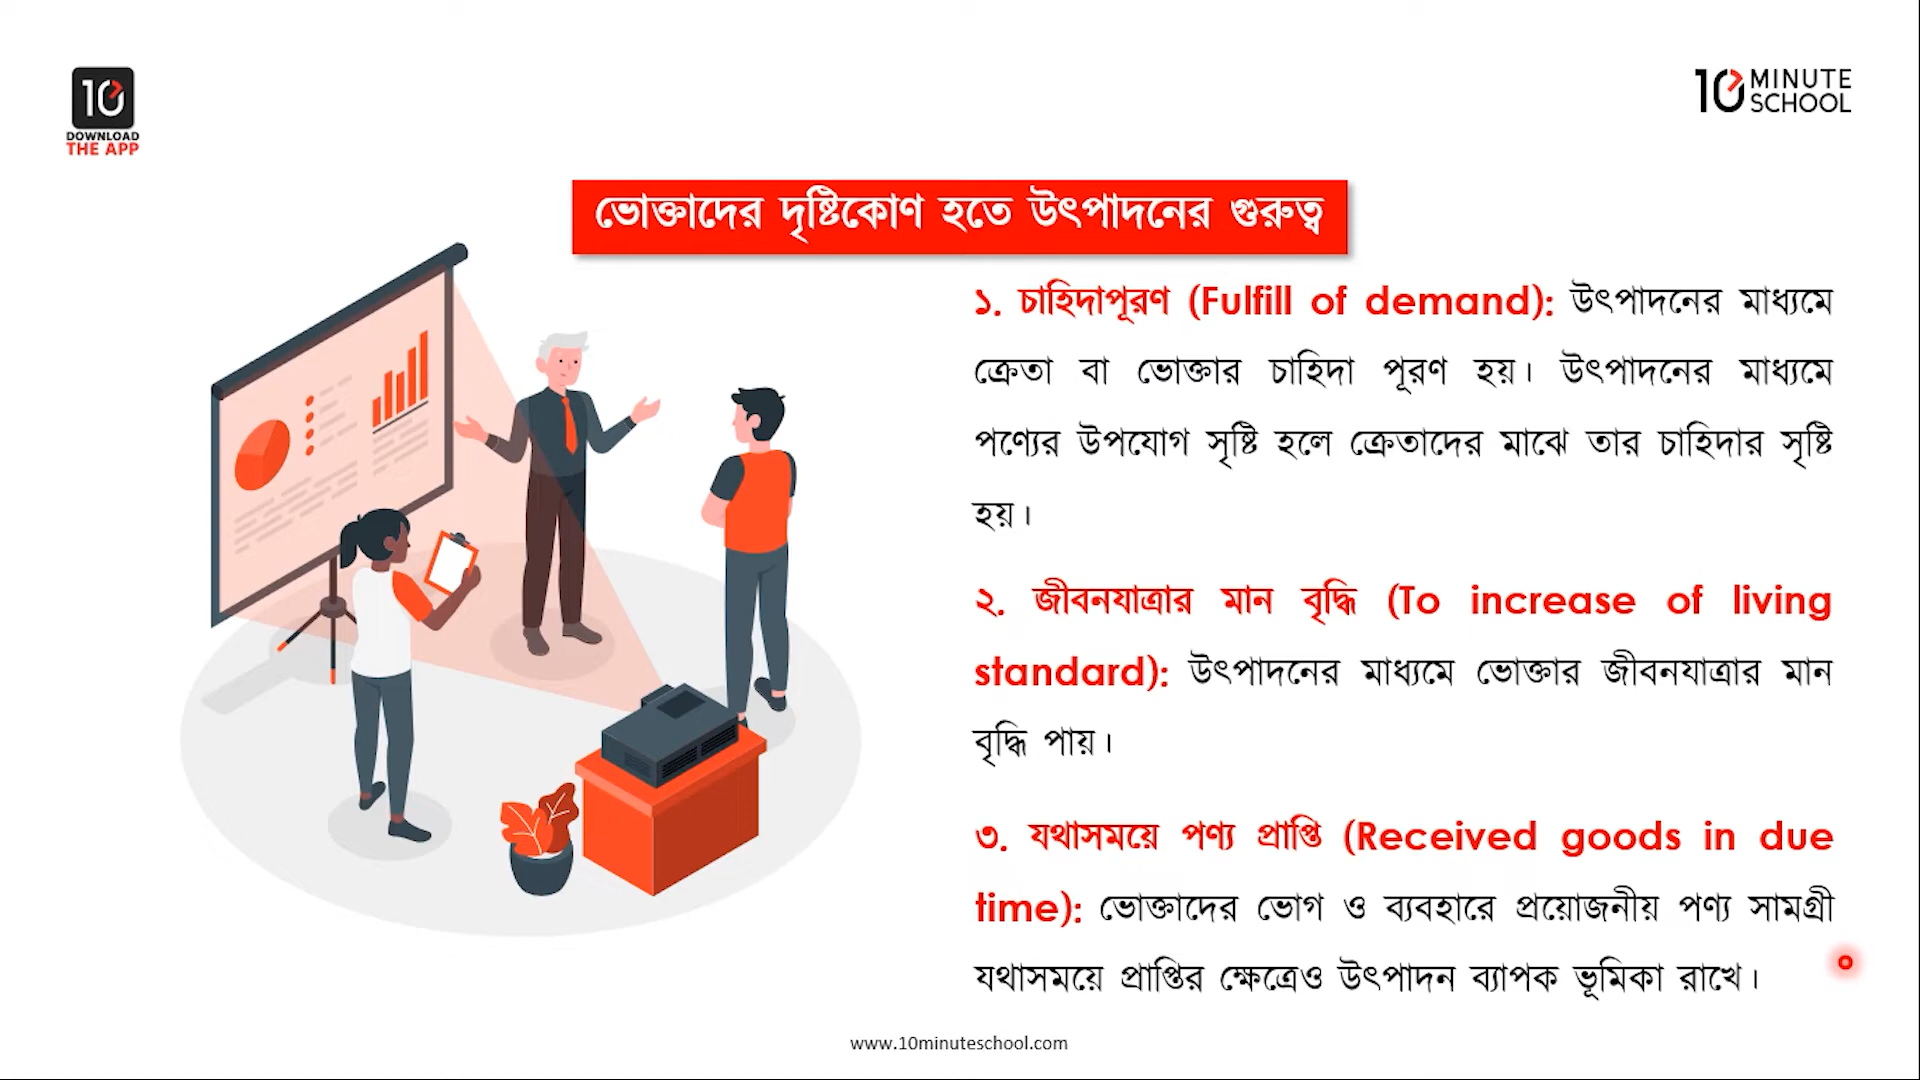 10
DOWNLOAD
THE APP
10 MINUTE
SCHOOL
ভোক্তাদের দৃষ্টিকোণ হতে উৎপাদনের গুরুত্ব
১. চাহিদাপূরণ (Fulfill of demand): উৎপাদনের মাধ্যমে
ক্রেতা বা ভোক্তার চাহিদা পূরণ হয়। উৎপাদনের মাধ্যমে
পণ্যের উপযোগ সৃষ্টি হলে ক্রেতাদের মাঝে তার চাহিদার সৃষ্টি
হয়।
২. জীবনযাত্রার মান বৃদ্ধি (To increase of living
standard): উৎপাদনের মাধ্যমে ভোক্তার জীবনযাত্রার মান
বৃদ্ধি পায়।
৩. যথাসময়ে পণ্য প্রাপ্তি (Received goods in due
time): ভোক্তাদের ভোগ ও ব্যবহারে প্রয়োজনীয় পণ্য সামগ্রী
যথাসময়ে প্রাপ্তির ক্ষেত্রেও উৎপাদন ব্যাপক ভূমিকা রাখে।
www.10minuteschool.com